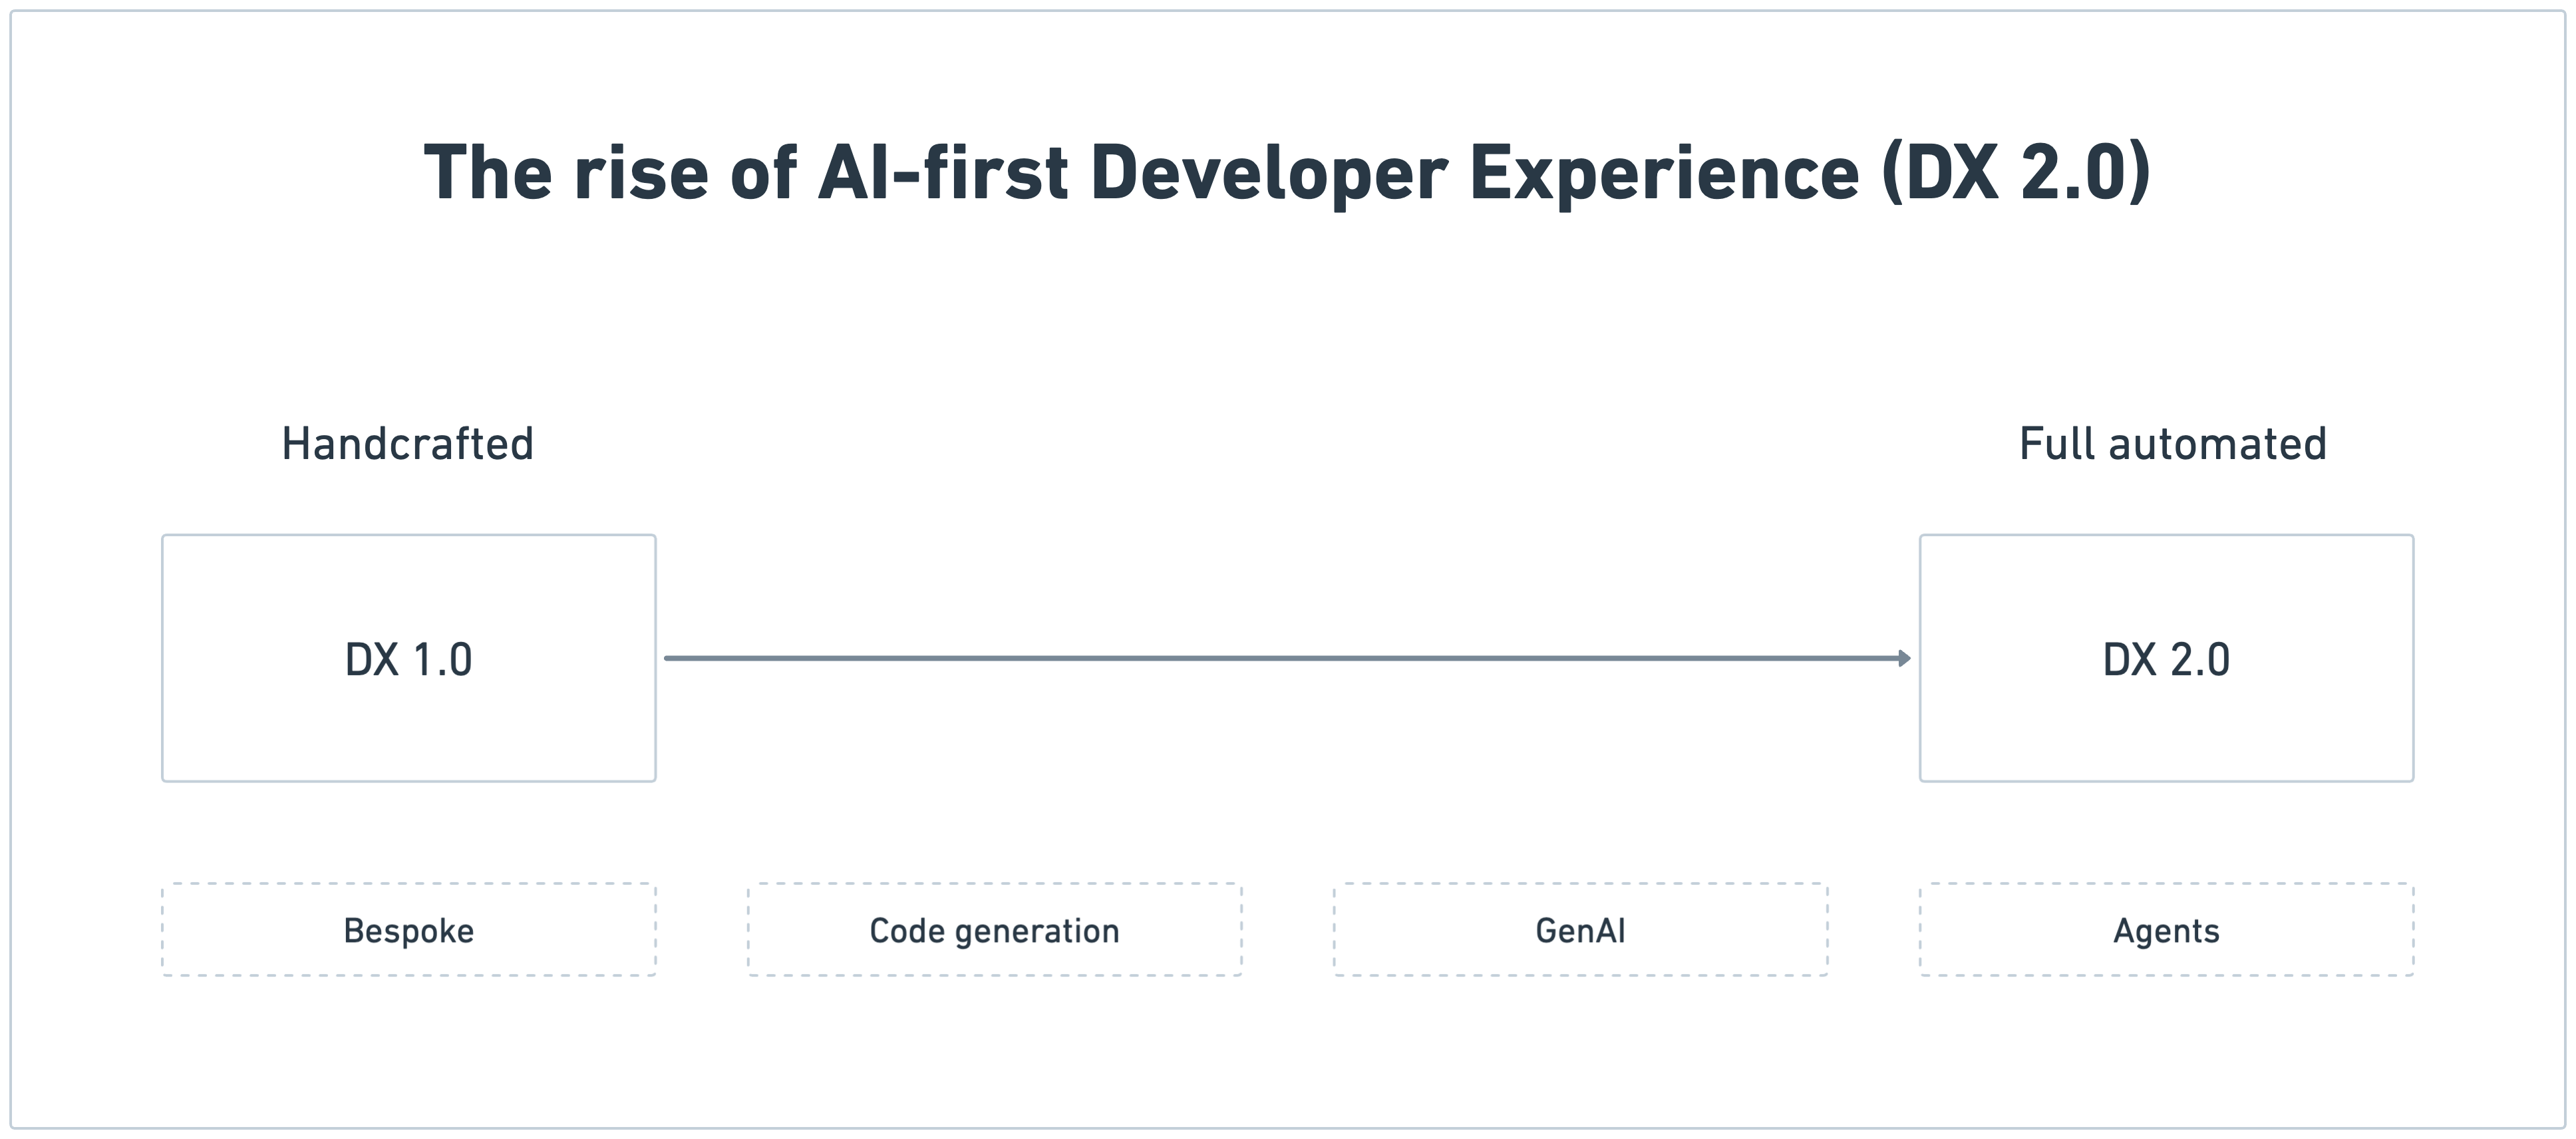 The rise of AI-first Developer Experience (DX 2.0)
Handcrafted
Full automated
DX 1.0
DX 2.0
Bespoke
Code generation
GenAI
Agents